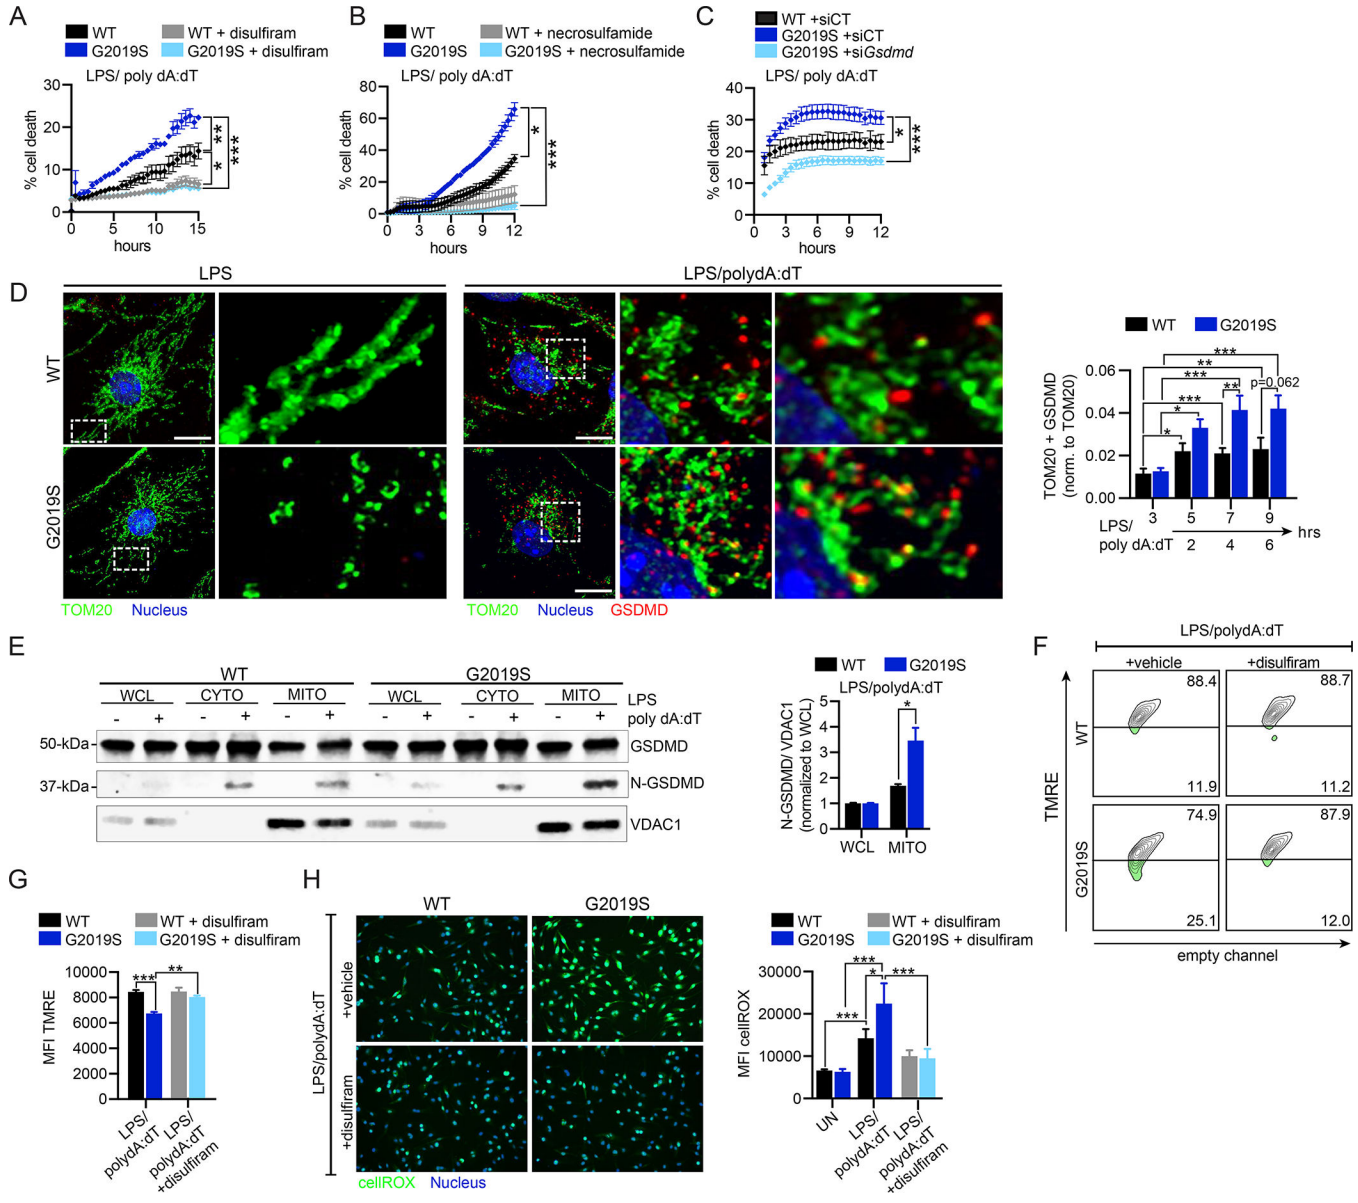 A
WT
WT + disulfiram
G2019S
G2019S + disulfiram
LPS/ poly dA:dT
% cell death
30
20
10
0
0
5
10
15
hours
***
*
***
B
WT
WT + necrosulfamide
G2019S
G2019S + necrosulfamide
LPS/ poly dA:dT
% cell death
80
60
40
20
0
0
3
6
9
12
hours
*
***
C
WT +siCT
G2019S +siCT
G2019S +siGsdmd
LPS/ poly dA:dT
% cell death
40
30
20
10
0
0
3
6
9
12
hours
*
***
D
LPS
LPS/polydA:dT
WT
G2019S
TOM20 Nucleus
TOM20 Nucleus GSDMD
WT G2019S
TOM20 + GSDMD
(norm. to TOM20)
0.06
0.04
0.02
0.00
***
**
***
**
p=0.062
***
*
*
LPS/ 3 5 7 9 hrs
poly dA:dT 2 4 6
E
WT G2019S
WCL CYTO MITO WCL CYTO MITO LPS
- + - + - + - + - + - + poly dA:dT
50-kDa GSDMD
37-kDa N-GSDMD
VDAC1
WT G2019S
LPS/polydA:dT
N-GSDMD/ VDAC1
(normalized to WCL)
5
4
3
2
1
0
*
WCL MITO
F
LPS/polydA:dT
+vehicle +disulfiram
TMRE
WT
88.4 88.7
11.9 11.2
G2019S
74.9 87.9
25.1 12.0
empty channel
G
WT
WT + disulfiram
G2019S
G2019S + disulfiram
MFI TMRE
10000
8000
6000
4000
2000
0
***
**
LPS/
polydA:dT
LPS/
polydA:dT
+disulfiram
H
WT G2019S
LPS/polydA:dT
+vehicle
+disulfiram
cellROX Nucleus
WT
WT + disulfiram
G2019S
G2019S + disulfiram
MFI cellROX
30000
20000
10000
0
***
*
***
***
UN
LPS/
polydA:dT
LPS/
polydA:dT
+disulfiram